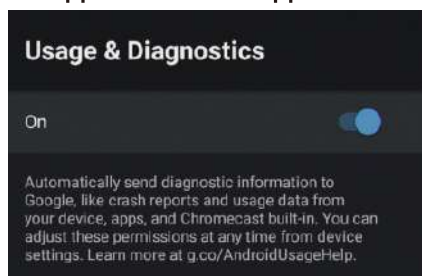 Usage & Diagnostics
On
Automatically send diagnostic information to
Google, like crash reports and usage data from
your device, apps, and Chromecast built-in. You can
adjust these permissions at any time from device
settings. Learn more at g.co/AndroidUsageHelp.